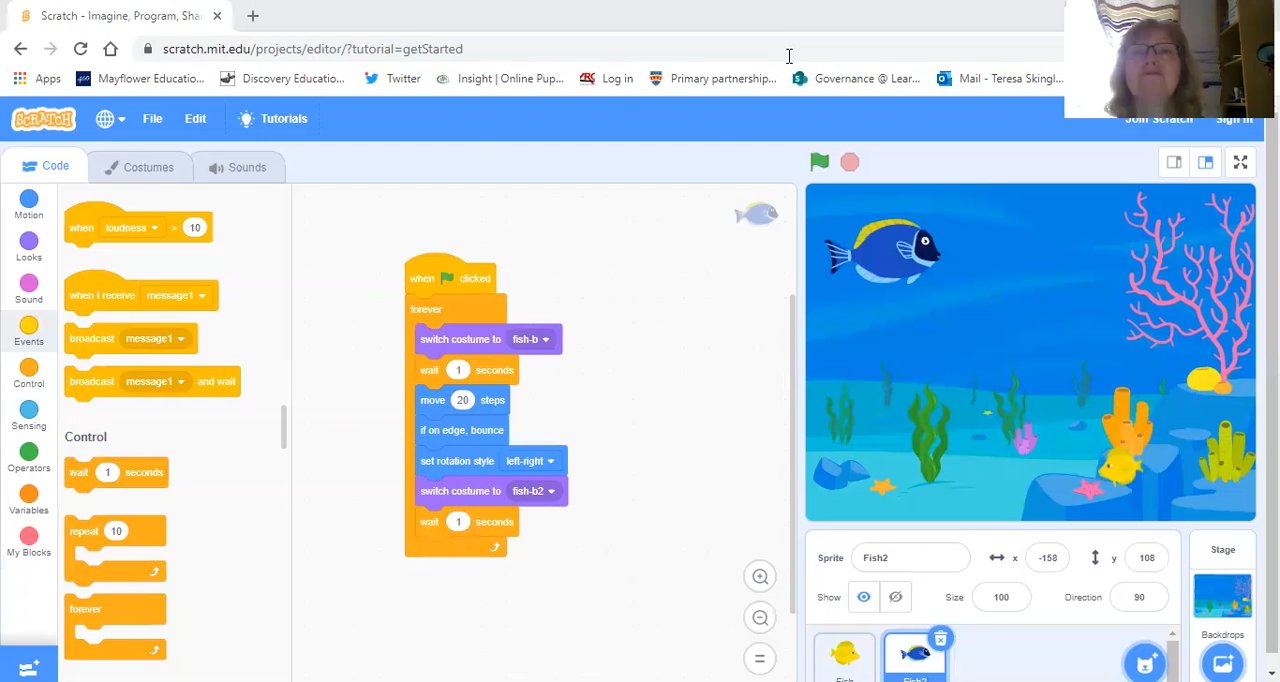 Scratch - Imagine, Program, Sha
scratch.mit.edu/projects/editor/?tutorial=getStarted
Apps Mayflower Educatio... Discovery Educatio... Twitter Insight | Online Pup... Log in Primary partnership... Governance @ Lear... Mail - Teresa Skingl...
SCRATCH File Edit Tutorials Join Scratch Sign in
Code Costumes Sounds
Motion
Looks
Sound
Events
Control
Sensing
Operators
Variables
My Blocks
when loudness > 10
when I receive message1
broadcast message1
broadcast message1 and wait
Control
wait 1 seconds
repeat 10
forever
when clicked
forever
switch costume to fish-b
wait 1 seconds
move 20 steps
if on edge, bounce
set rotation style left-right
switch costume to fish-b2
wait 1 seconds
Sprite Fish2 x -158 y 108
Show Size 100 Direction 90
Fish Fish2
Stage
Backdrops